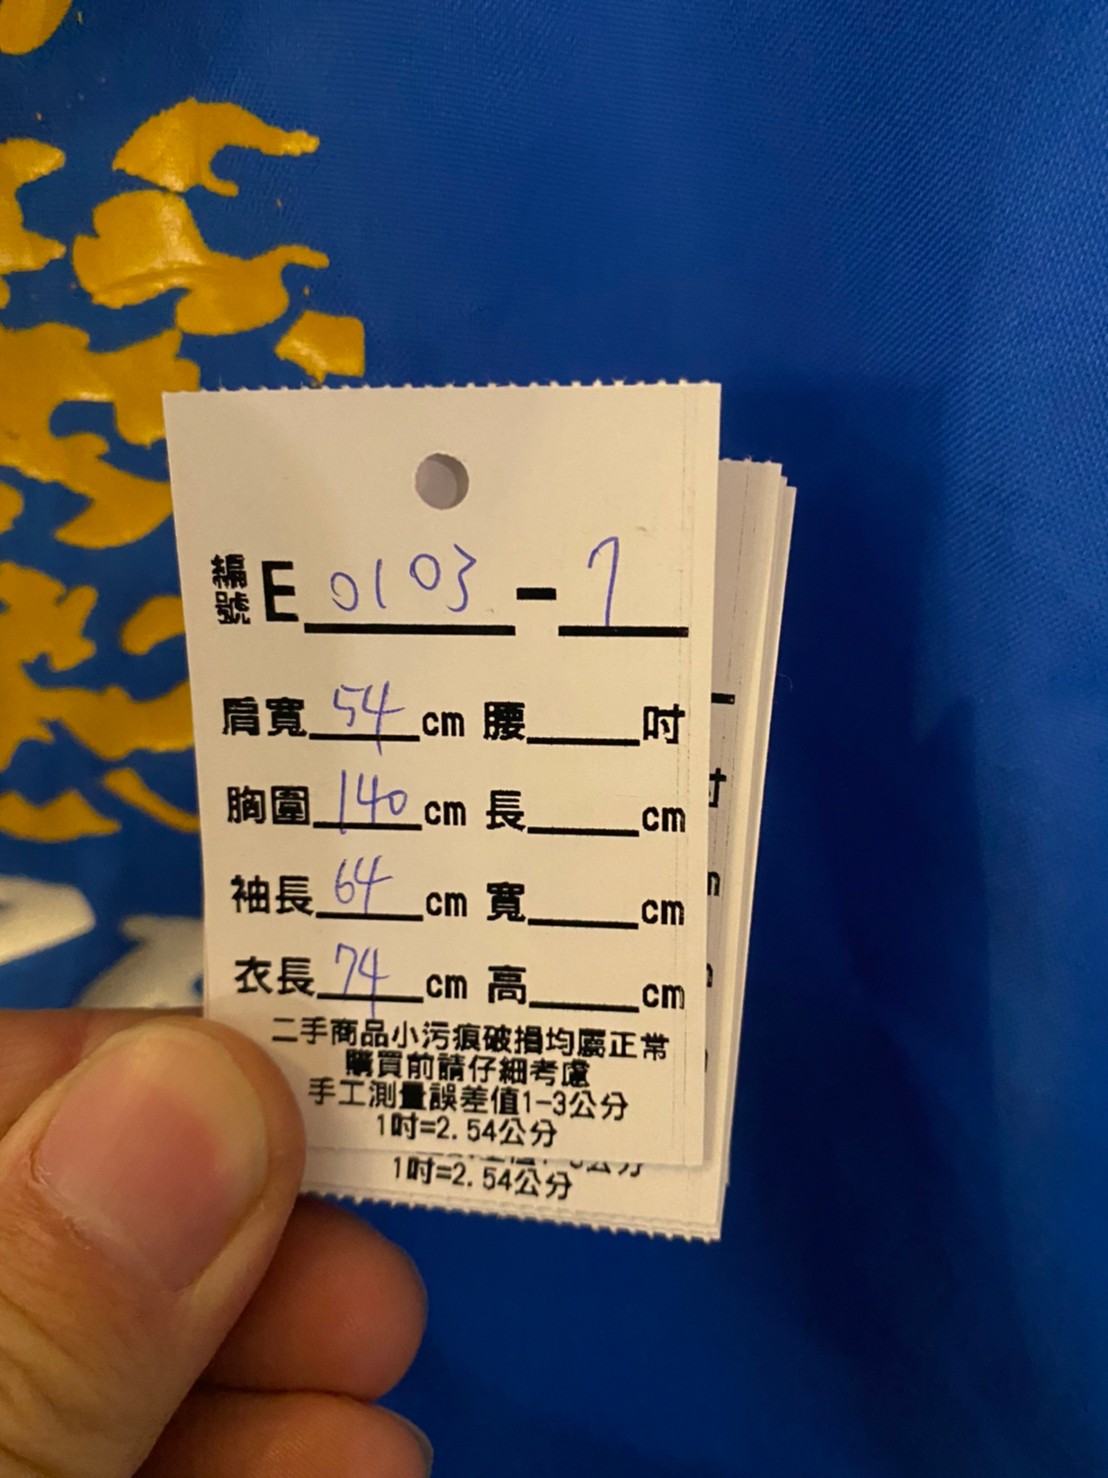 編號 E 0103 - 7
肩寬 54 cm 腰 吋
胸圍 140 cm 長 cm
袖長 64 cm 寬 cm
衣長 74 cm 高 cm
二手商品小污痕破損均屬正常
購買前請仔細考慮
手工測量誤差值1-3公分
1吋=2.54公分
1吋=2.54公分